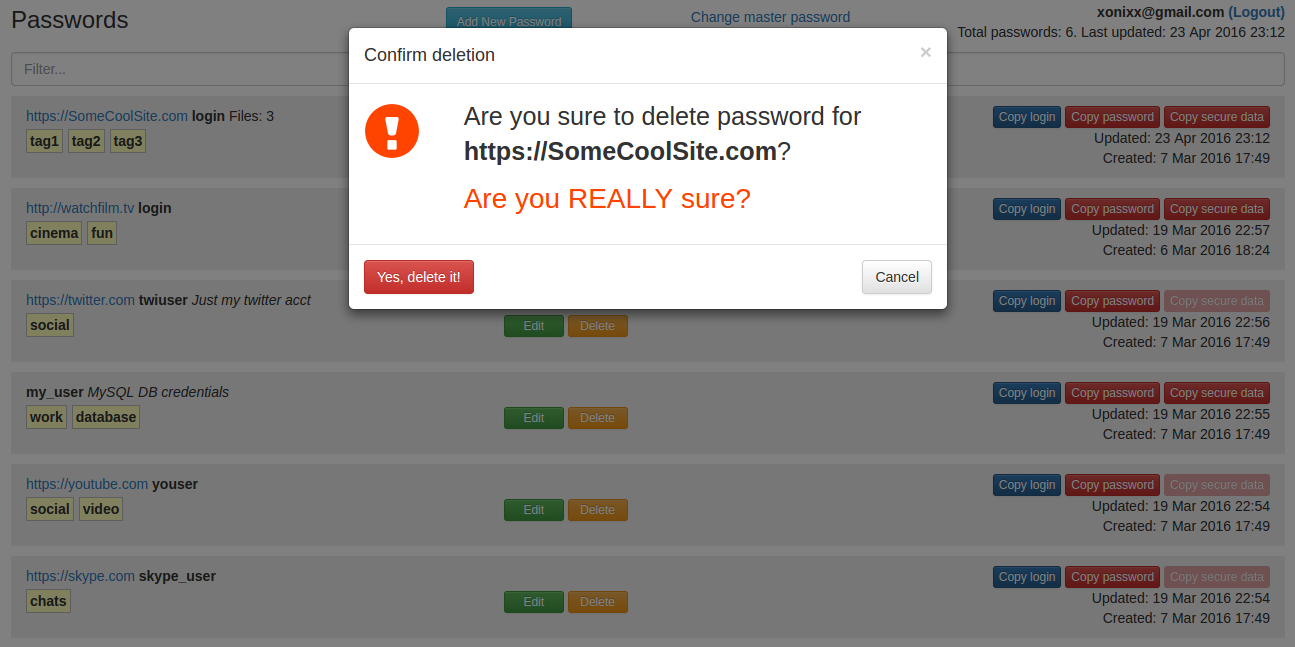 Passwords
Add New Password
Change master password
xonixx@gmail.com (Logout)
Total passwords: 6. Last updated: 23 Apr 2016 23:12
Filter...
Confirm deletion
×
Are you sure to delete password for
https://SomeCoolSite.com?
Are you REALLY sure?
Yes, delete it!
Cancel
https://SomeCoolSite.com login Files: 3
tag1 tag2 tag3
Copy login Copy password Copy secure data
Updated: 23 Apr 2016 23:12
Created: 7 Mar 2016 17:49
http://watchfilm.tv login
cinema fun
Copy login Copy password Copy secure data
Updated: 19 Mar 2016 22:57
Created: 6 Mar 2016 18:24
https://twitter.com twiuser Just my twitter acct
social
Edit Delete
Copy login Copy password Copy secure data
Updated: 19 Mar 2016 22:56
Created: 7 Mar 2016 17:49
my_user MySQL DB credentials
work database
Edit Delete
Copy login Copy password Copy secure data
Updated: 19 Mar 2016 22:55
Created: 7 Mar 2016 17:49
https://youtube.com youser
social video
Edit Delete
Copy login Copy password Copy secure data
Updated: 19 Mar 2016 22:54
Created: 7 Mar 2016 17:49
https://skype.com skype_user
chats
Edit Delete
Copy login Copy password Copy secure data
Updated: 19 Mar 2016 22:54
Created: 7 Mar 2016 17:49